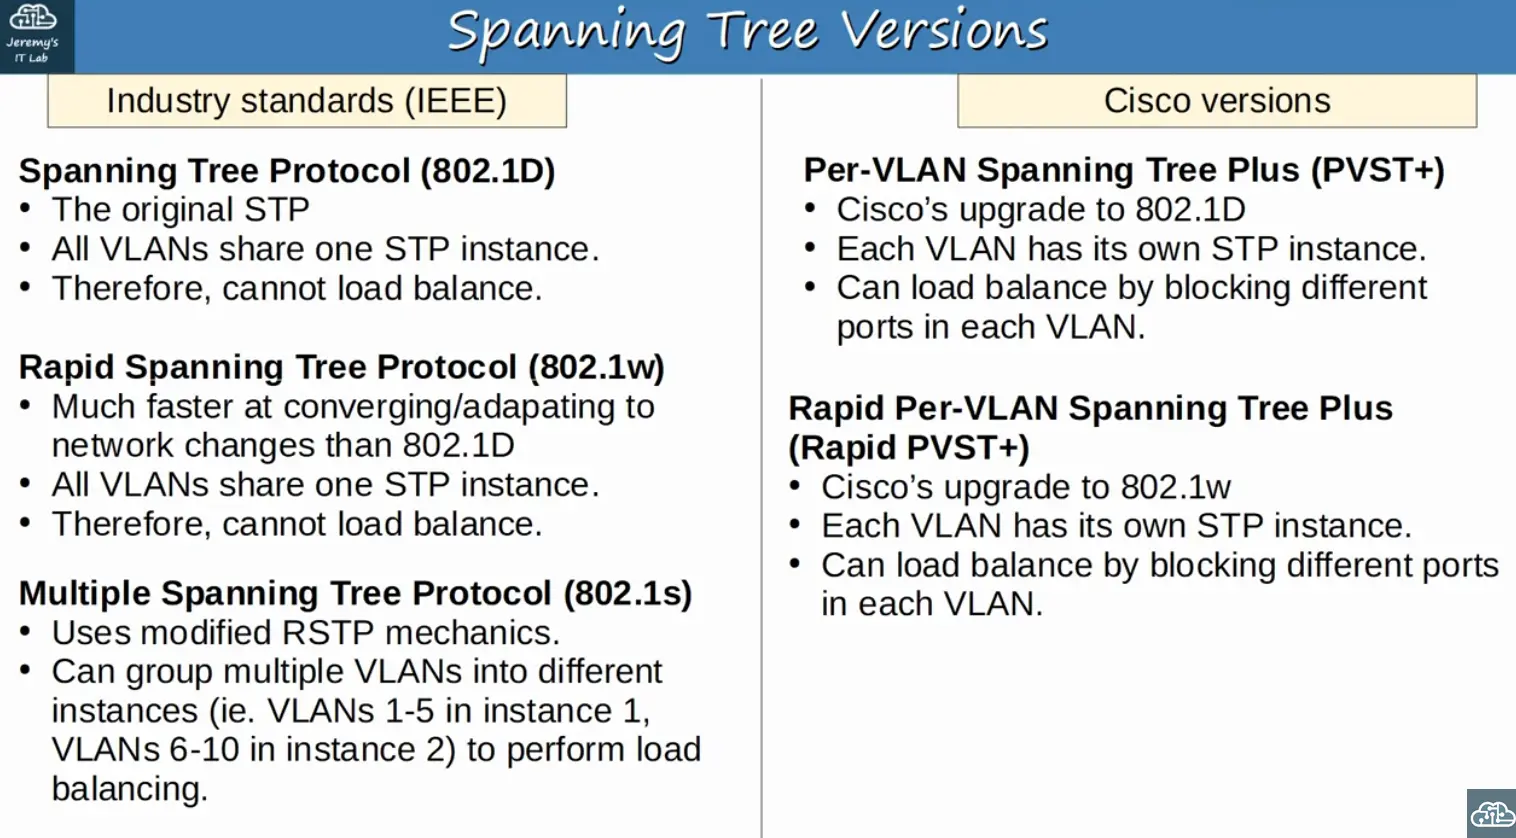 Jeremy's
IT Lab
Spanning Tree Versions
Industry standards (IEEE)
Spanning Tree Protocol (802.1D)
• The original STP
• All VLANs share one STP instance.
• Therefore, cannot load balance.
Rapid Spanning Tree Protocol (802.1w)
• Much faster at converging/adapating to
network changes than 802.1D
• All VLANs share one STP instance.
• Therefore, cannot load balance.
Multiple Spanning Tree Protocol (802.1s)
• Uses modified RSTP mechanics.
• Can group multiple VLANs into different
instances (ie. VLANs 1-5 in instance 1,
VLANs 6-10 in instance 2) to perform load
balancing.
Cisco versions
Per-VLAN Spanning Tree Plus (PVST+)
• Cisco’s upgrade to 802.1D
• Each VLAN has its own STP instance.
• Can load balance by blocking different
ports in each VLAN.
Rapid Per-VLAN Spanning Tree Plus
(Rapid PVST+)
• Cisco’s upgrade to 802.1w
• Each VLAN has its own STP instance.
• Can load balance by blocking different ports
in each VLAN.